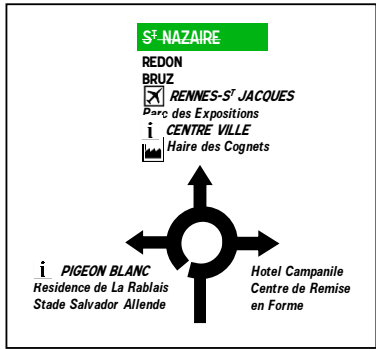 ST-NAZAIRE
REDON
BRUZ
RENNES-ST JACQUES
Parc des Expositions
i CENTRE VILLE
Haire des Cognets
i PIGEON BLANC
Residence de La Rablais
Stade Salvador Allende
Hotel Campanile
Centre de Remise
en Forme